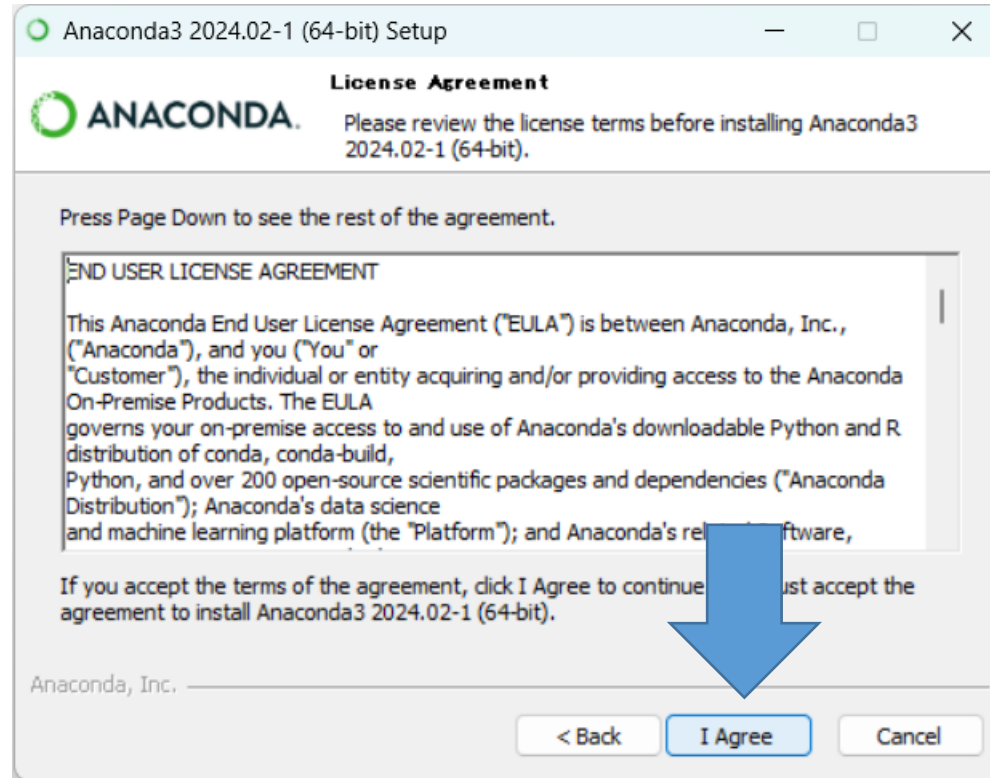 Anaconda3 2024.02-1 (64-bit) Setup
ANACONDA.
License Agreement
Please review the license terms before installing Anaconda3
2024.02-1 (64-bit).
Press Page Down to see the rest of the agreement.
END USER LICENSE AGREEMENT
This Anaconda End User License Agreement ("EULA") is between Anaconda, Inc.,
("Anaconda"), and you ("You" or
"Customer"), the individual or entity acquiring and/or providing access to the Anaconda
On-Premise Products. The EULA
governs your on-premise access to and use of Anaconda's downloadable Python and R
distribution of conda, conda-build,
Python, and over 200 open-source scientific packages and dependencies ("Anaconda
Distribution"); Anaconda's data science
and machine learning platform (the "Platform"); and Anaconda's
If you accept the terms of the agreement, click I Agree to continue accept the
agreement to install Anaconda3 2024.02-1 (64-bit).
Anaconda, Inc.
< Back
I Agree
Cancel